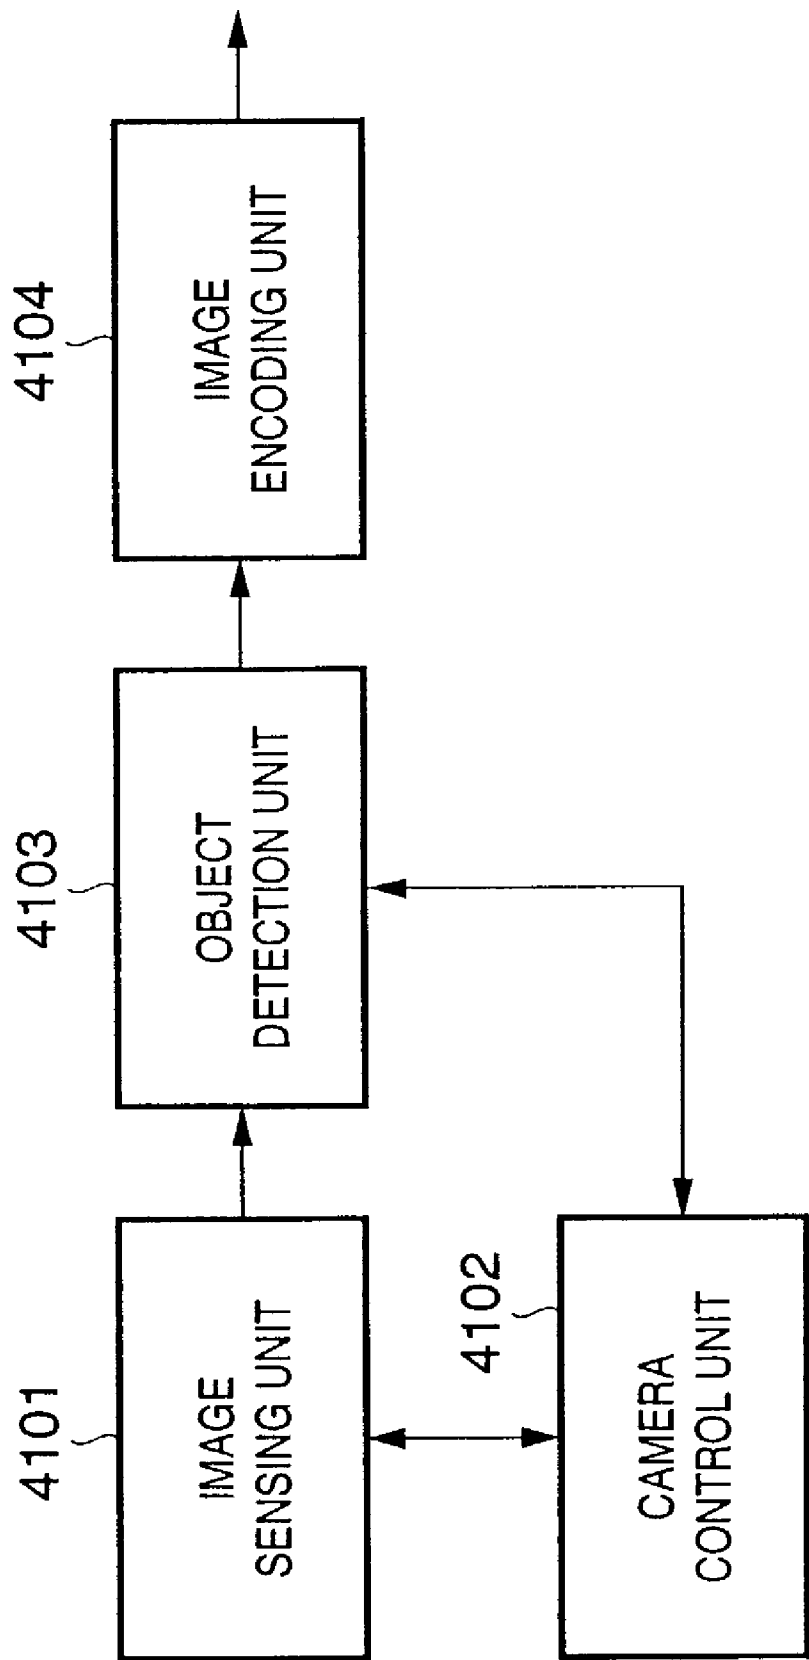 4101
IMAGE
SENSING UNIT
4103
OBJECT
DETECTION UNIT
4104
IMAGE
ENCODING UNIT
4102
CAMERA
CONTROL UNIT